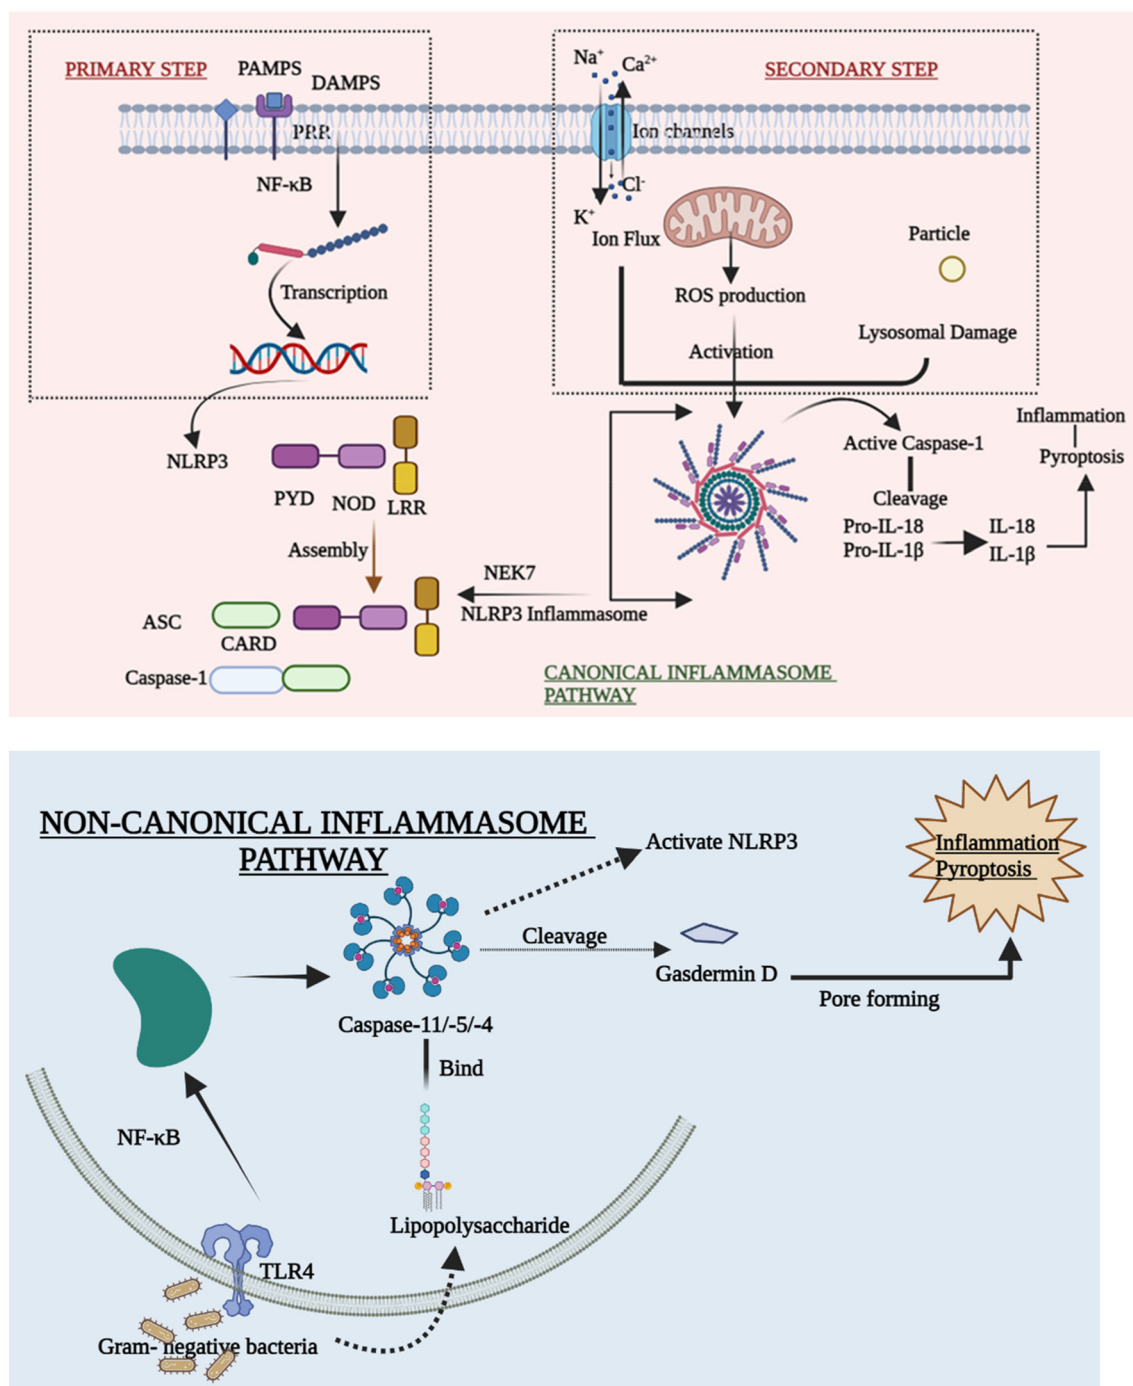 PRIMARY STEP
PAMPS
DAMPS
PRR
NF-κB
Transcription
NLRP3
PYD
NOD
LRR
Assembly
ASC
CARD
Caspase-1
NEK7
NLRP3 Inflammasome
SECONDARY STEP
Na+
Ca2+
Ion channels
Cl-
K+
Ion Flux
ROS production
Activation
Particle
Lysosomal Damage
Active Caspase-1
Cleavage
Pro-IL-18
Pro-IL-1β
IL-18
IL-1β
Inflammation
Pyroptosis
CANONICAL INFLAMMASOME
PATHWAY
NON-CANONICAL INFLAMMASOME
PATHWAY
Activate NLRP3
Inflammation
Pyroptosis
Cleavage
Gasdermin D
Pore forming
Caspase-11/-5/-4
Bind
NF-κB
Lipopolysaccharide
TLR4
Gram- negative bacteria